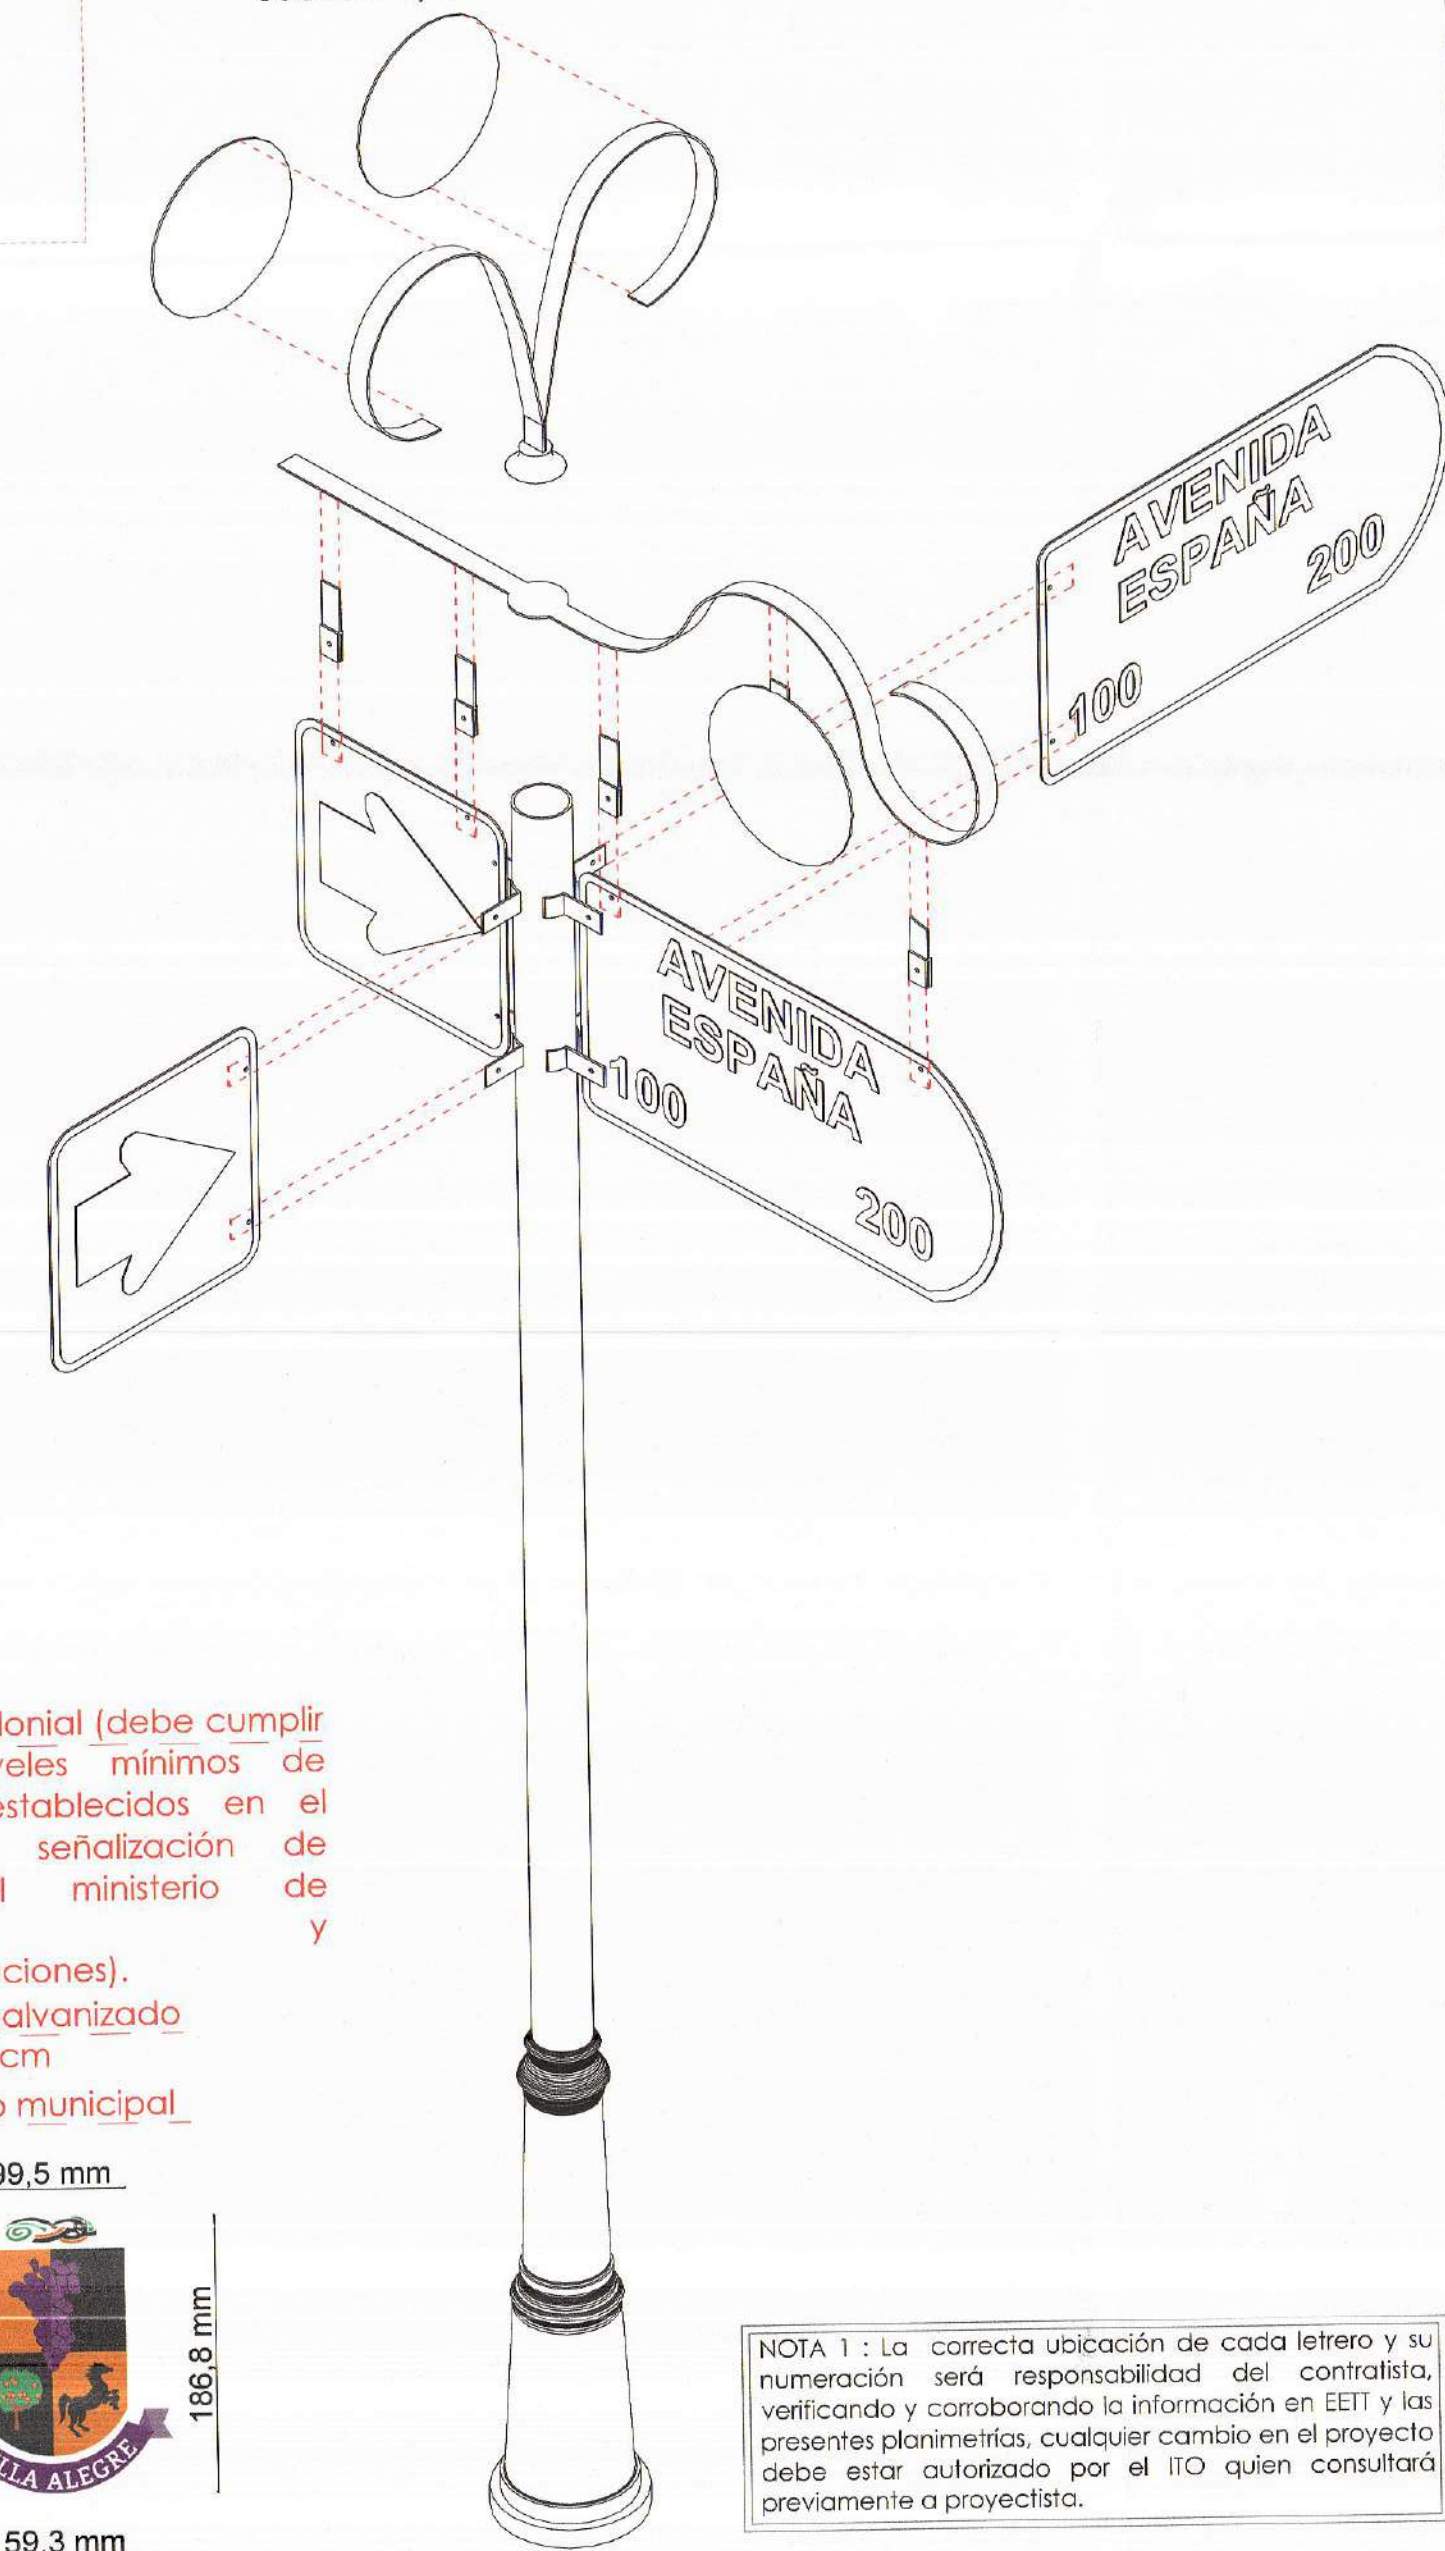 AVENIDA
ESPAÑA
200
100
AVENIDA
ESPAÑA
100
200
lonial (debe cumplir
veles mínimos de
establecidos en el
señalización de
l ministerio de
y
ciones).
alvanizado
cm
o municipal
99,5 mm
186,8 mm
LLA ALEGRE
59,3 mm
NOTA 1 : La correcta ubicación de cada letrero y su
numeración será responsabilidad del contratista,
verificando y corroborando la información en EETT y las
presentes planimetrías, cualquier cambio en el proyecto
debe estar autorizado por el ITO quien consultará
previamente a proyectista.